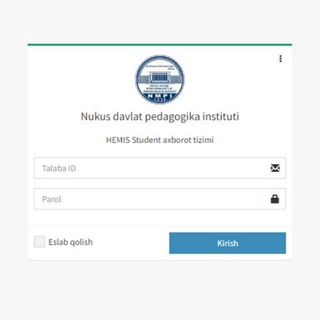 NMPI
Nukus davlat pedagogika instituti
HEMIS Student axborot tizimi
Talaba ID
Parol
Eslab qolish
Kirish